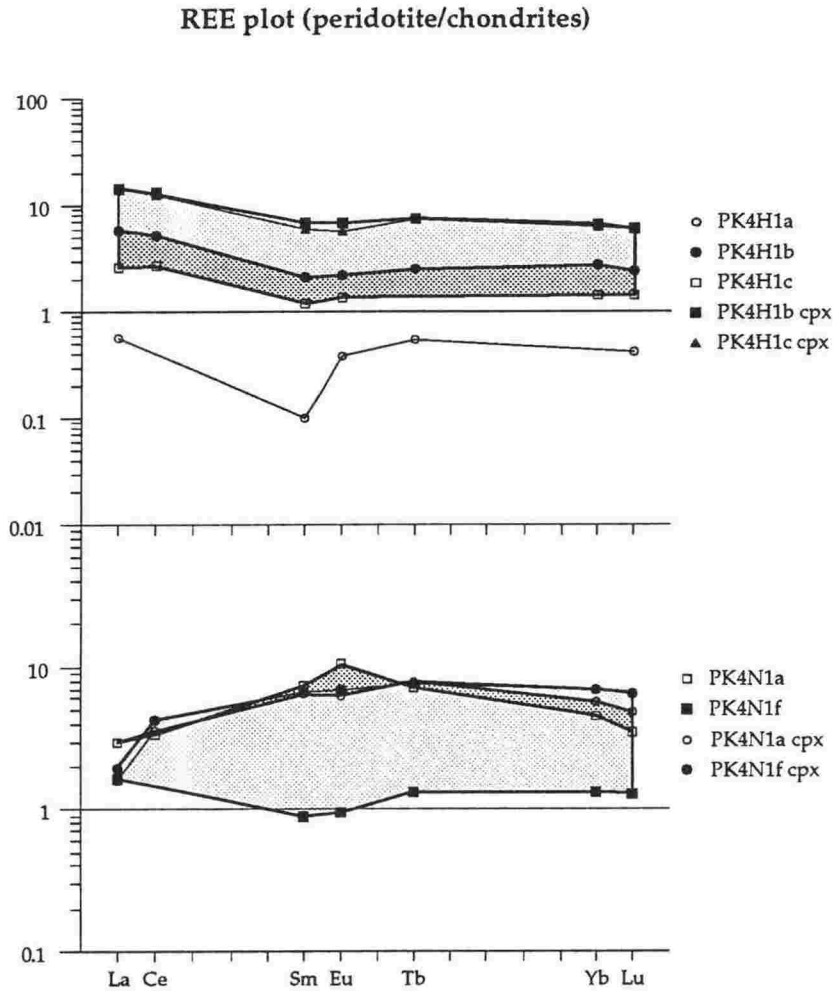 REE plot (peridotite/chondrites)
100
10
1
0.1
0.01
PK4H1a
PK4H1b
PK4H1c
PK4H1b cpx
PK4H1c cpx
10
1
0.1
PK4N1a
PK4N1f
PK4N1a cpx
PK4N1f cpx
La Ce Sm Eu Tb Yb Lu